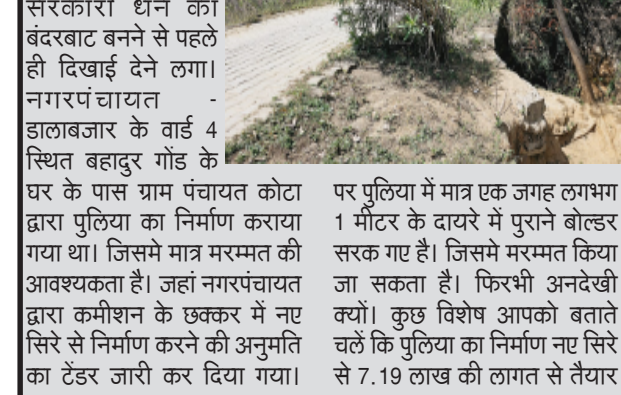 सरकारी धन का
बंदरबाट बनने से पहले
ही दिखाई देने लगा।
नगरपंचायत -
डालाबजार के वार्ड 4
स्थित बहादुर गोंड के
घर के पास ग्राम पंचायत कोटा
द्वारा पुलिया का निर्माण कराया
गया था। जिसमे मात्र मरम्मत की
आवश्यकता है। जहां नगरपंचायत
द्वारा कमीशन के छक्कर में नए
सिरे से निर्माण करने की अनुमति
का टेंडर जारी कर दिया गया।
पर पुलिया में मात्र एक जगह लगभग
1 मीटर के दायरे में पुराने बोल्डर
सरक गए है। जिसमे मरम्मत किया
जा सकता है। फिरभी अनदेखी
क्यों। कुछ विशेष आपको बताते
चलें कि पुलिया का निर्माण नए सिरे
से 7.19 लाख की लागत से तैयार